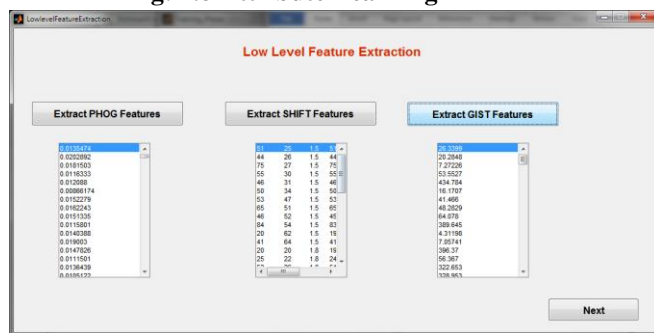 LowlevelFeatureExtraction
Low Level Feature Extraction
Extract PHOG Features
Extract SHIFT Features
Extract GIST Features
0.0135474
0.0202892
0.0181503
0.0116333
0.012088
0.00866174
0.0152279
0.0162243
0.0151335
0.0115801
0.0140388
0.019003
0.0147826
0.0111501
0.0136439
0.0105122
51 25 1.5 51
44 26 1.5 44
75 27 1.5 75
55 30 1.5 55
46 31 1.5 46
50 34 1.5 50
53 47 1.5 53
65 51 1.5 65
46 52 1.5 45
84 54 1.5 83
20 62 1.5 19
41 64 1.5 41
20 20 1.8 19
25 22 1.8 24
26.3399
20.2848
7.27226
53.5527
434.784
16.1707
41.466
48.2829
64.078
389.645
4.31198
7.05741
396.37
56.367
322.653
328.953
Next